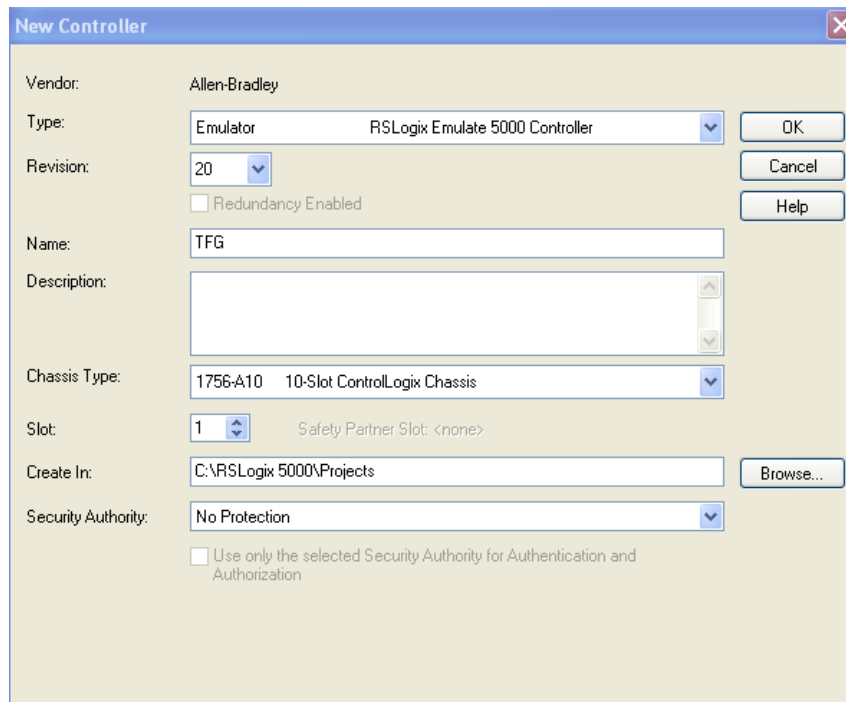 New Controller
Vendor: Allen-Bradley
Type: Emulator RSLogix Emulate 5000 Controller OK
Revision: 20 Cancel
Redundancy Enabled Help
Name: TFG
Description:
Chassis Type: 1756-A10 10-Slot ControlLogix Chassis
Slot: 1 Safety Partner Slot: <none>
Create In: C:\RSLogix 5000\Projects Browse...
Security Authority: No Protection
Use only the selected Security Authority for Authentication and
Authorization